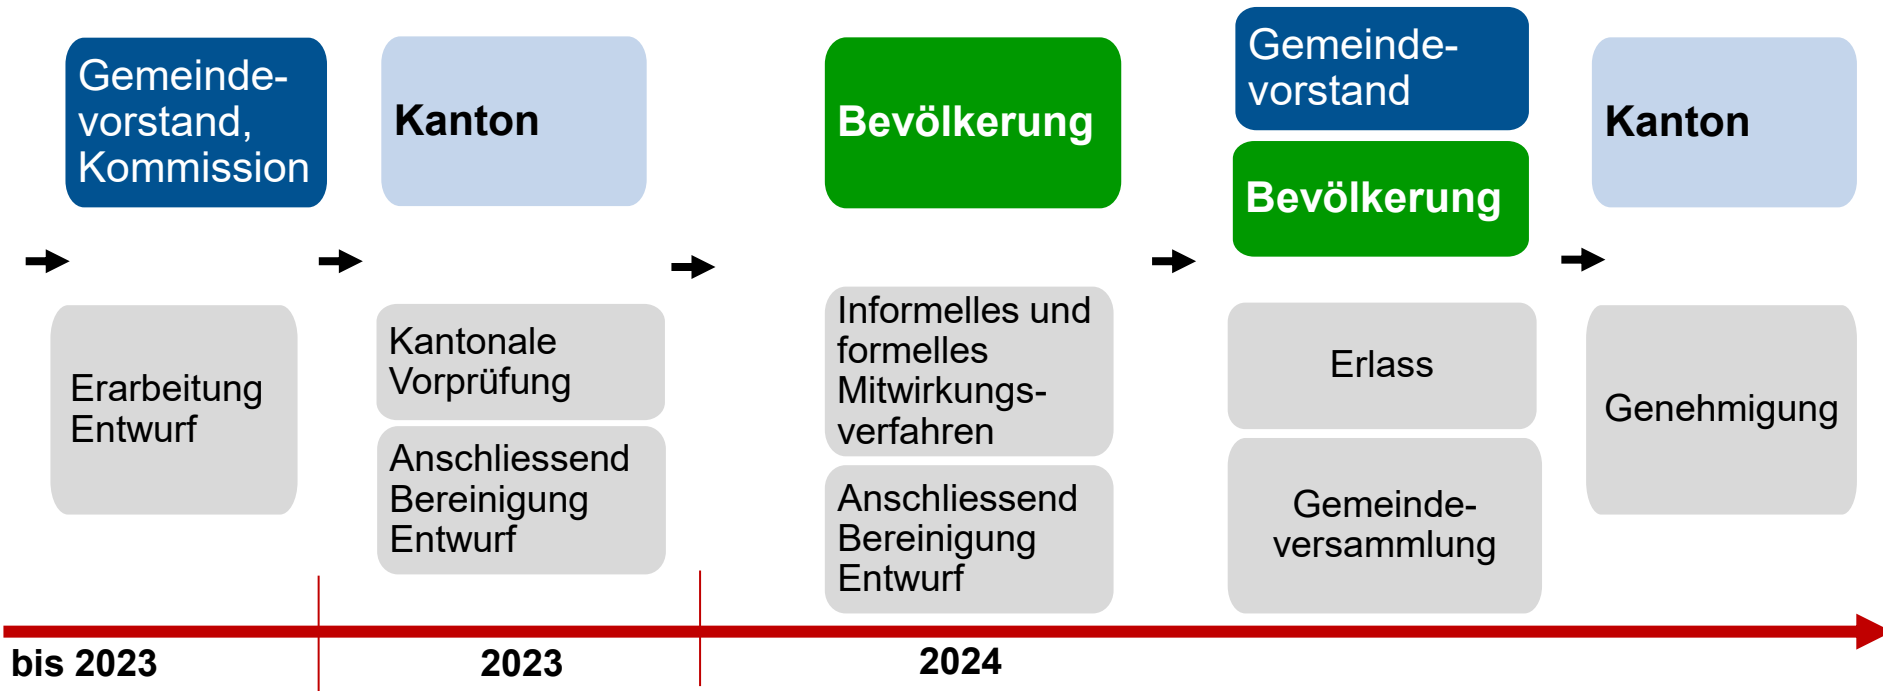 Gemeinde-
vorstand,
Kommission
Kanton
Bevölkerung
Gemeinde-
vorstand
Bevölkerung
Kanton
Erarbeitung
Entwurf
Kantonale
Vorprüfung
Anschliessend
Bereinigung
Entwurf
Informelles und
formelles
Mitwirkungs-
verfahren
Anschliessend
Bereinigung
Entwurf
Erlass
Gemeinde-
versammlung
Genehmigung
bis 2023
2023
2024